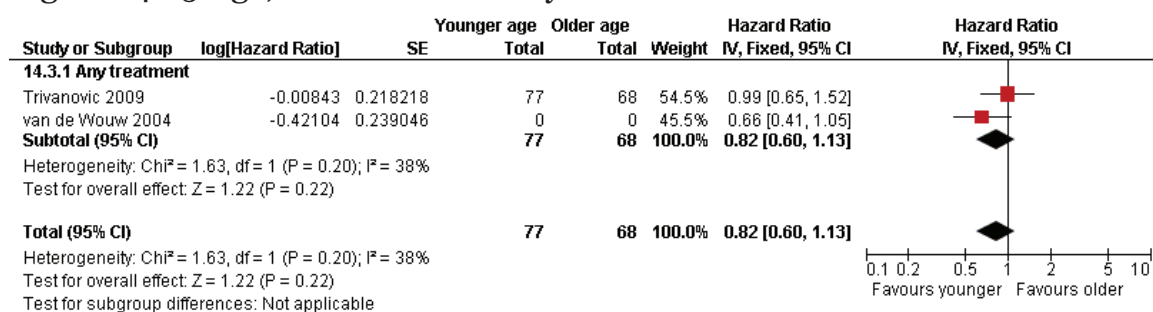 Younger age Older age Hazard Ratio Hazard Ratio
Study or Subgroup log[Hazard Ratio] SE Total Total Weight IV, Fixed, 95% CI IV, Fixed, 95% CI
14.3.1 Any treatment
Trivanovic 2009 -0.00843 0.218218 77 68 54.5% 0.99 [0.65, 1.52]
van de Wouw 2004 -0.42104 0.239046 0 0 45.5% 0.66 [0.41, 1.05]
Subtotal (95% CI) 77 68 100.0% 0.82 [0.60, 1.13]
Heterogeneity: Chi² = 1.63, df = 1 (P = 0.20); I² = 38%
Test for overall effect: Z = 1.22 (P = 0.22)
Total (95% CI) 77 68 100.0% 0.82 [0.60, 1.13]
Heterogeneity: Chi² = 1.63, df = 1 (P = 0.20); I² = 38%
Test for overall effect: Z = 1.22 (P = 0.22)
Test for subgroup differences: Not applicable
0.1 0.2 0.5 1 2 5 10
Favours younger Favours older